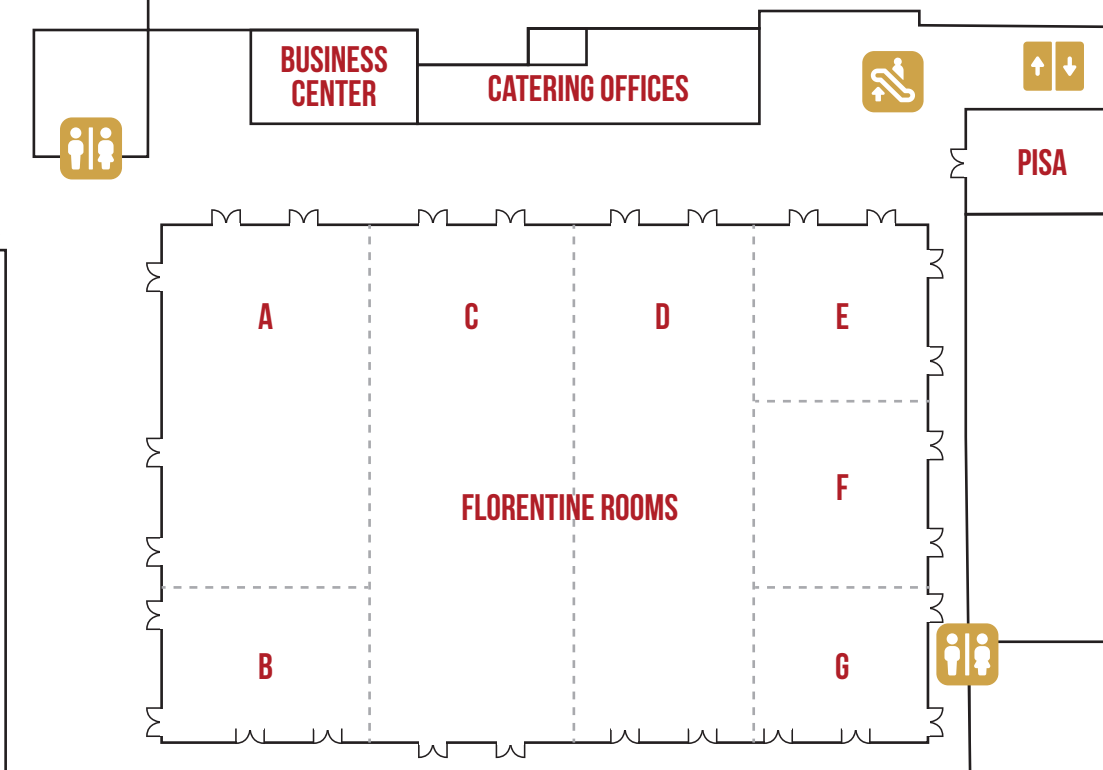 BUSINESS
CENTER
CATERING OFFICES
PISA
A
C
D
E
F
FLORENTINE ROOMS
B
G